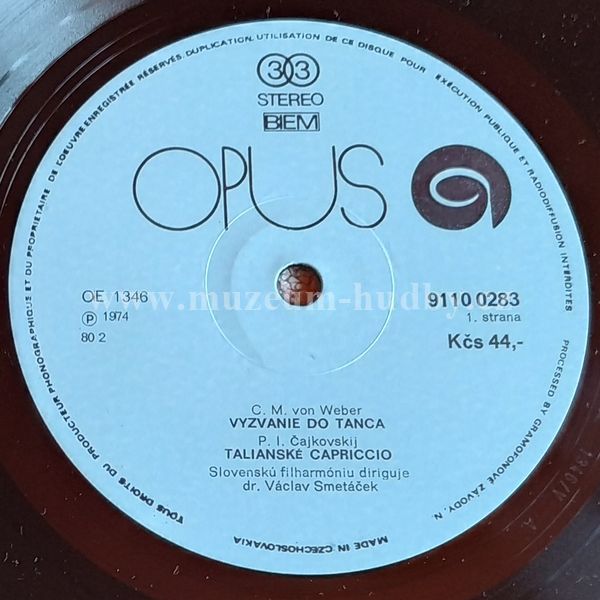 TOUS DROITS DU PRODUCTEUR PHONOGRAPHIQUE ET DU PROPRIETAIRE DE L'OEUVRE ENREGISTRÉE RÉSERVÉS. DUPLICATION, UTILISATION DE CE DISQUE POUR EXÉCUTION PUBLIQUE ET RADIODIFFUSION INTERDITES
PROCESSED BY GRAMOFONOVÉ ZÁVODY, N.
MADE IN CZECHOSLOVAKIA
33
STEREO
BIEM
OPUS
OE 1346
9110 0283
Ⓟ 1974
1. strana
80 2
Kčs 44,-
www.muzeum-hudby
C. M. von Weber
VYZVANIE DO TANCA
P. I. Čajkovskij
TALIANSKÉ CAPRICCIO
Slovenskú filharmóniu diriguje
dr. Václav Smetáček